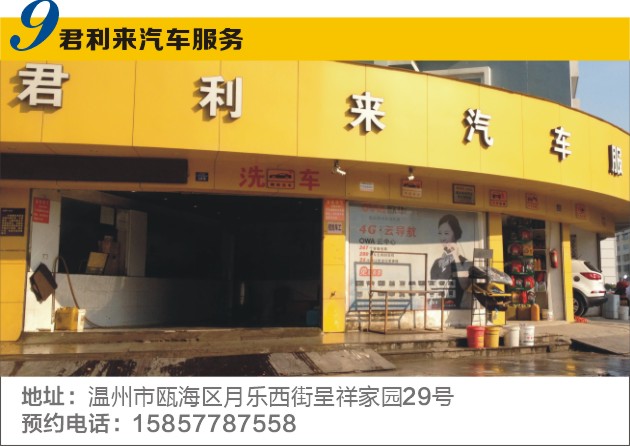 9 君利来汽车服务
君利来汽车服
洗车
4G+云导航
地址：温州市瓯海区月乐西街呈祥家园29号
预约电话：15857787558